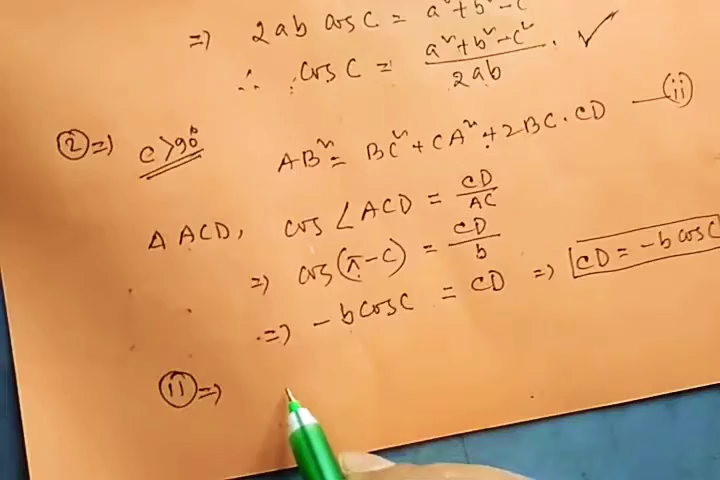 => 2ab cos C = a² + b² - c²
∴ cos C = a² + b² - c² / 2ab . ✓
② => C > 90° AB² = BC² + CA² + 2BC . CD — (ii)
Δ ACD, cos ∠ACD = CD / AC
=> cos (π - C) = CD / b
=> - b cos C = CD => CD = - b cos C
(ii) =>